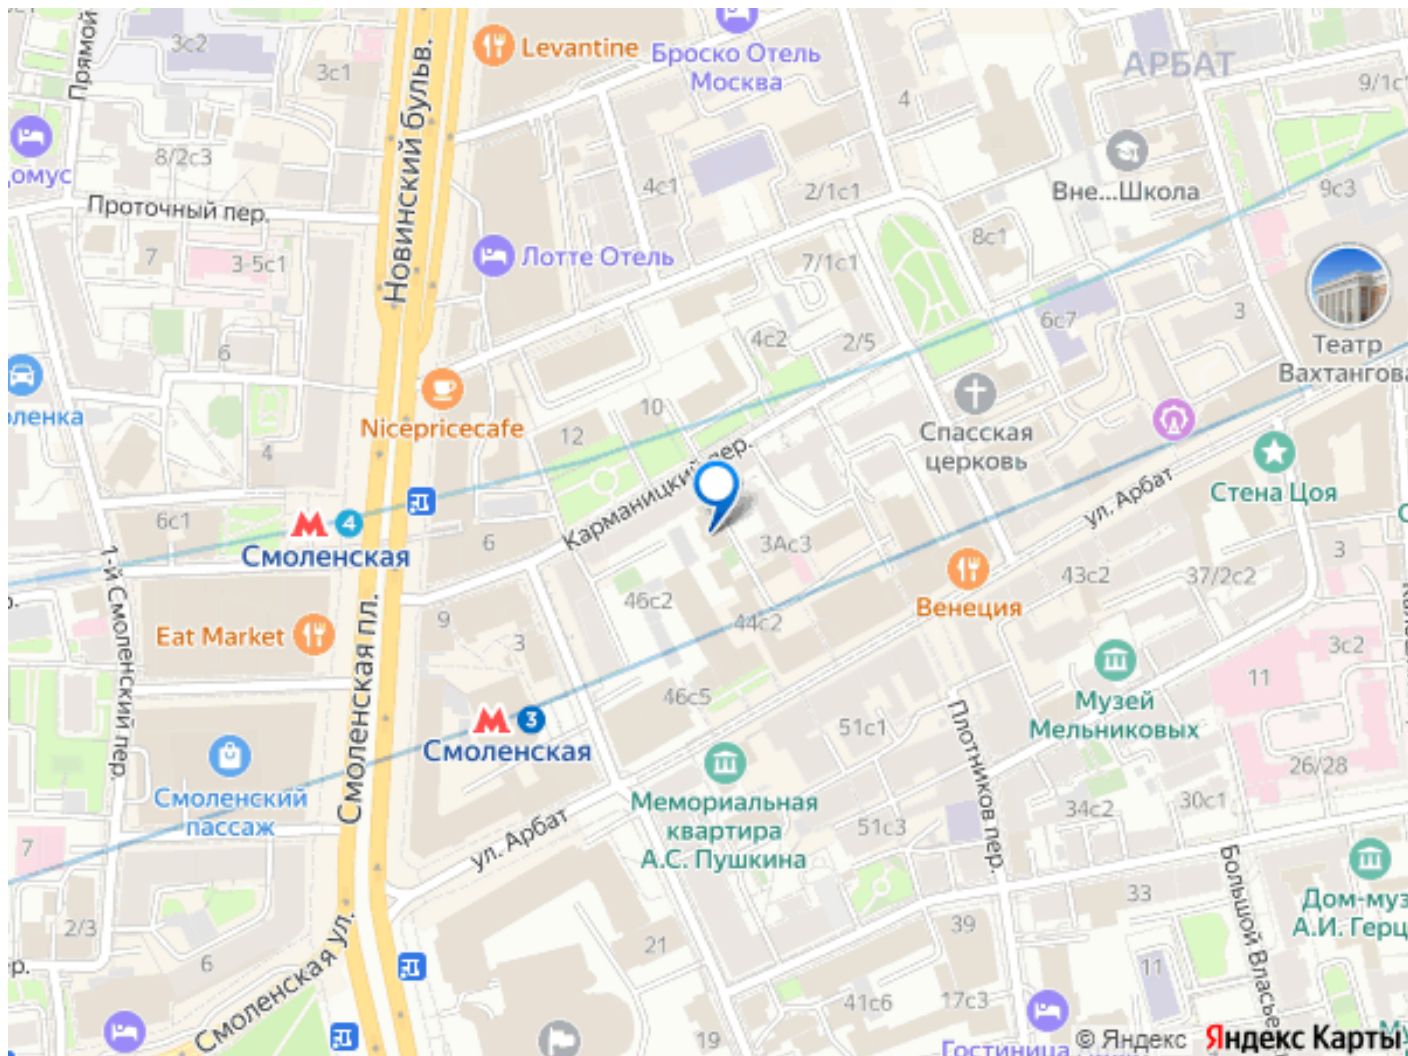 Прямой
3с2
3с1
Levantine
Броско Отель
Москва
АРБАТ
4
9/1с1
омус
8/2с3
Новинский бульв.
4с1
2/1с1
Вне...Школа
9с3
Проточный пер.
7
3-5с1
Лотте Отель
7/1с1
8с1
6с7
3
Театр
Вахтангова
6
4с2
2/5
оленка
Nicepricecafe
10
12
4
Спасская
церковь
Стена Цоя
ул. Арбат
Карманицкий пер.
6с1
4
Смоленская
6
3Ас3
Венеция
43с2
37/2с2
3
1-й Смоленский пер.
Eat Market
Смоленская пл.
9
3
46с2
44с2
46с5
3
Смоленская
Музей
Мельниковых
11
3с2
26/28
Смоленский
пассаж
Мемориальная
квартира
А.С. Пушкина
51с1
Плотников пер.
51с3
34с2
30с1
7
ул. Арбат
33
39
Большой Власье
Дом-муз
А.И. Герц
2/3
р.
6
Смоленская ул.
21
41с6
17с3
11
19
Гостиница
© Яндекс
Яндекс Карты